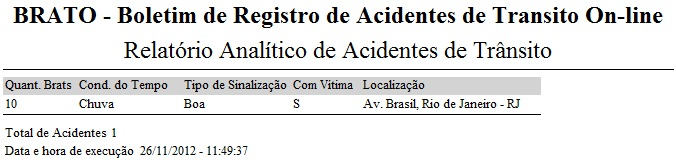 BRATO - Boletim de Registro de Acidentes de Transito On-line
Relatório Analítico de Acidentes de Trânsito
Quant. Brats Cond. do Tempo Tipo de Sinalização Com Vítima Localização
10 Chuva Boa S Av. Brasil, Rio de Janeiro - RJ
Total de Acidentes 1
Data e hora de execução 26/11/2012 - 11:49:37